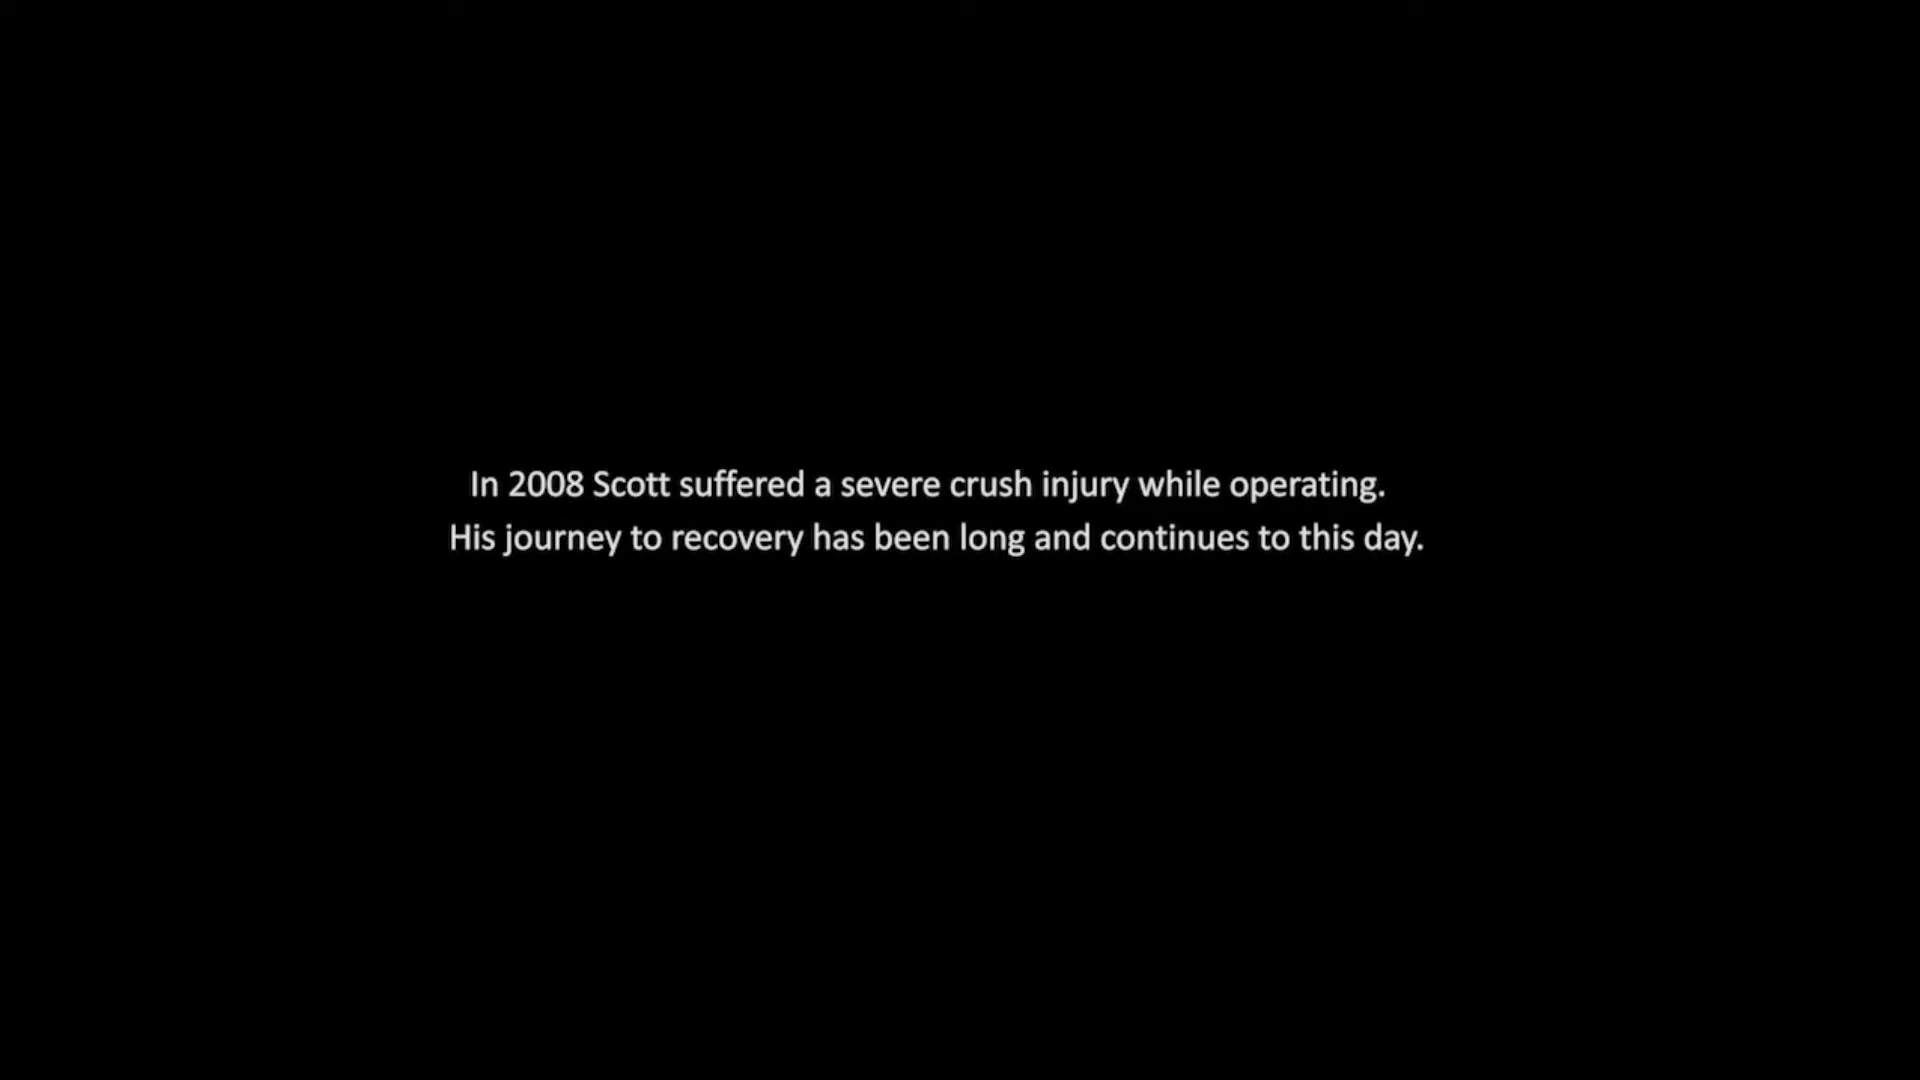 In 2008 Scott suffered a severe crush injury while operating.
His journey to recovery has been long and continues to this day.